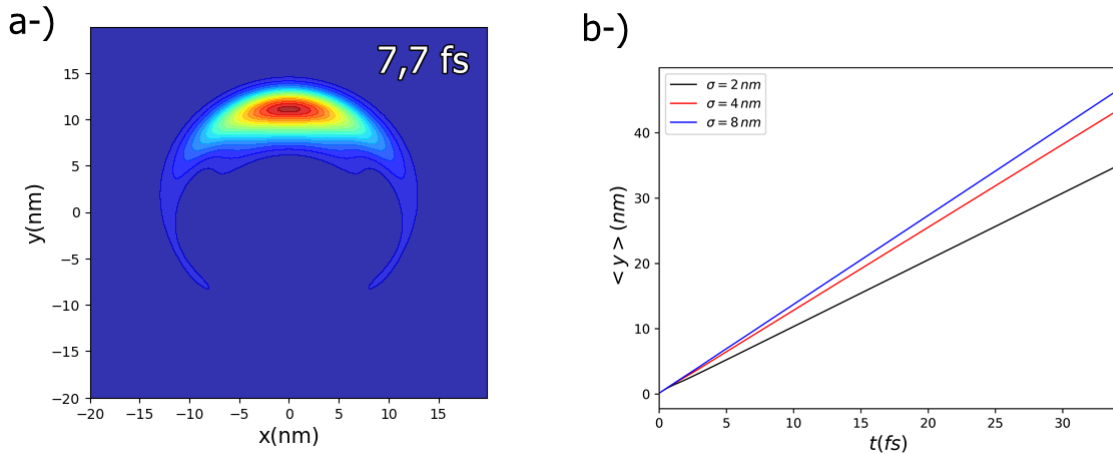 a-)
7,7 fs
15
10
5
0
−5
−10
−15
−20
y(nm)
−20 −15 −10 −5 0 5 10 15
x(nm)
b-)
σ = 2 nm
σ = 4 nm
σ = 8 nm
40
30
20
10
0
< y > (nm)
0 5 10 15 20 25 30
t(fs)